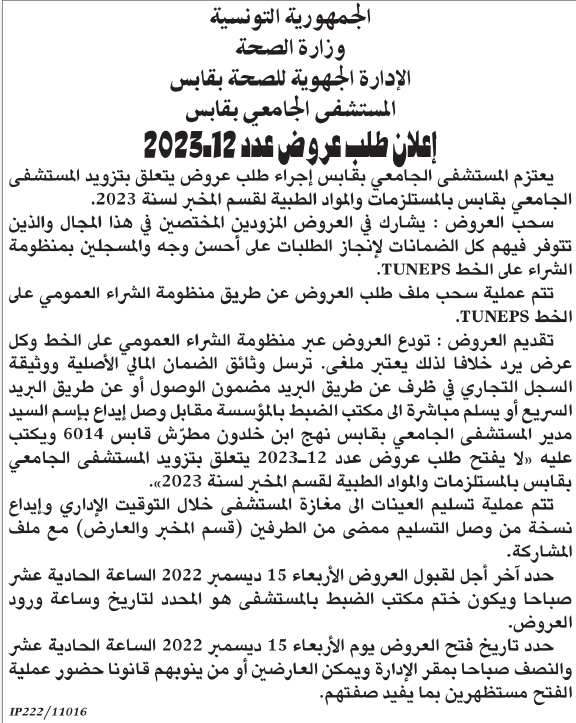 الجمهورية التونسية
وزارة الصحة
الإدارة الجهوية للصحة بقابس
المستشفى الجامعي بقابس
إعلان طلب عروض عدد 12ـ2023
يعتزم المستشفى الجامعي بقابس إجراء طلب عروض يتعلق بتزويد المستشفى
الجامعي بقابس بالمستلزمات والمواد الطبية لقسم المخبر لسنة 2023.
سحب العروض : يشارك في العروض المزودين المختصين في هذا المجال والذين
تتوفر فيهم كل الضمانات لإنجاز الطلبات على أحسن وجه والمسجلين بمنظومة
الشراء على الخط TUNEPS.
تتم عملية سحب ملف طلب العروض عن طريق منظومة الشراء العمومي على
الخط TUNEPS.
تقديم العروض : تودع العروض عبر منظومة الشراء العمومي على الخط وكل
عرض يرد خلافا لذلك يعتبر ملغى. ترسل وثائق الضمان المالي الأصلية ووثيقة
السجل التجاري في ظرف عن طريق البريد مضمون الوصول أو عن طريق البريد
السريع أو يسلم مباشرة الى مكتب الضبط بالمؤسسة مقابل وصل إيداع بإسم السيد
مدير المستشفى الجامعي بقابس نهج ابن خلدون مطرّش قابس 6014 ويكتب
عليه «لا يفتح طلب عروض عدد 12ـ2023 يتعلق بتزويد المستشفى الجامعي
بقابس بالمستلزمات والمواد الطبية لقسم المخبر لسنة 2023».
تتم عملية تسليم العينات الى مغازة المستشفى خلال التوقيت الإداري وإيداع
نسخة من وصل التسليم ممضى من الطرفين (قسم المخبر والعارض) مع ملف
المشاركة.
حدد آخر أجل لقبول العروض الأربعاء 15 ديسمبر 2022 الساعة الحادية عشر
صباحا ويكون ختم مكتب الضبط بالمستشفى هو المحدد لتاريخ وساعة ورود
العروض.
حدد تاريخ فتح العروض يوم الأربعاء 15 ديسمبر 2022 الساعة الحادية عشر
والنصف صباحا بمقر الإدارة ويمكن العارضين أو من ينوبهم قانونا حضور عملية
الفتح مستظهرين بما يفيد صفتهم.
IP222/11016